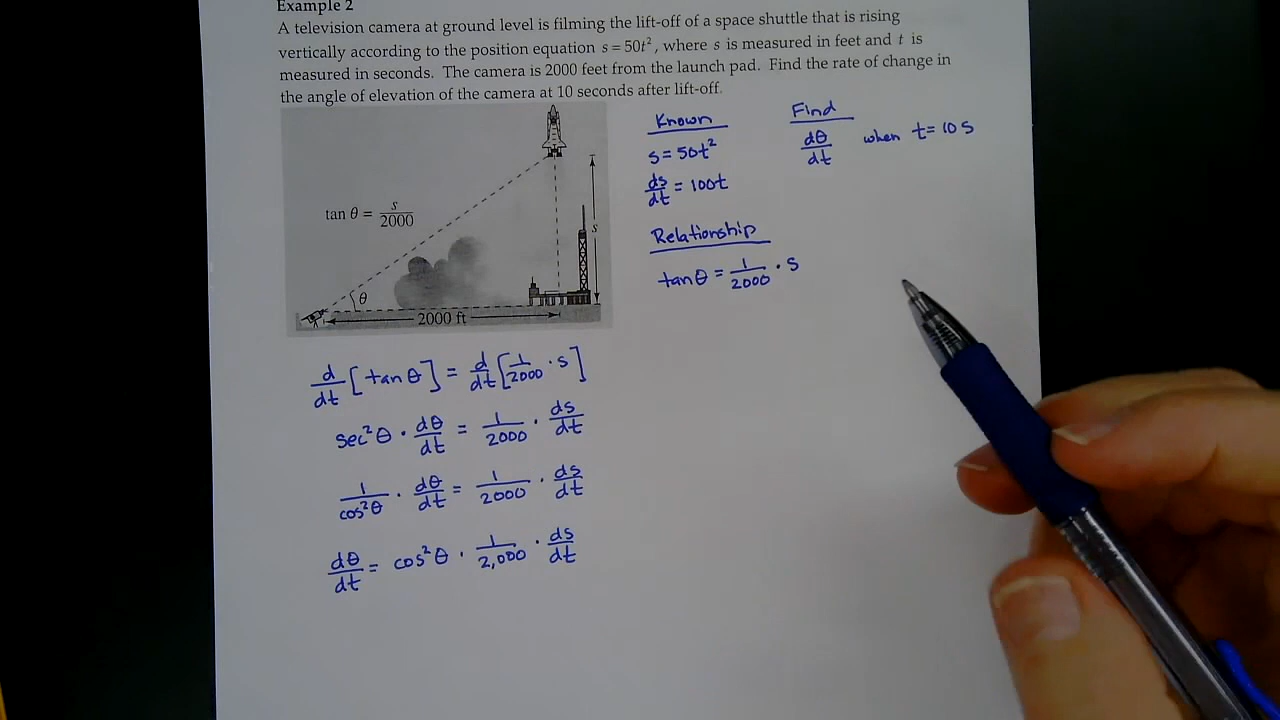 Example 2
A television camera at ground level is filming the lift-off of a space shuttle that is rising
vertically according to the position equation s = 50t², where s is measured in feet and t is
measured in seconds. The camera is 2000 feet from the launch pad. Find the rate of change in
the angle of elevation of the camera at 10 seconds after lift-off.
tan θ = s/2000
s
θ
2000 ft
Known
s = 50t²
ds/dt = 100t
Find
dθ/dt when t = 10 s
Relationship
tanθ = 1/2000 · s
d/dt [tan θ] = d/dt [1/2000 · s]
sec²θ · dθ/dt = 1/2000 · ds/dt
1/cos²θ · dθ/dt = 1/2000 · ds/dt
dθ/dt = cos²θ · 1/2,000 · ds/dt